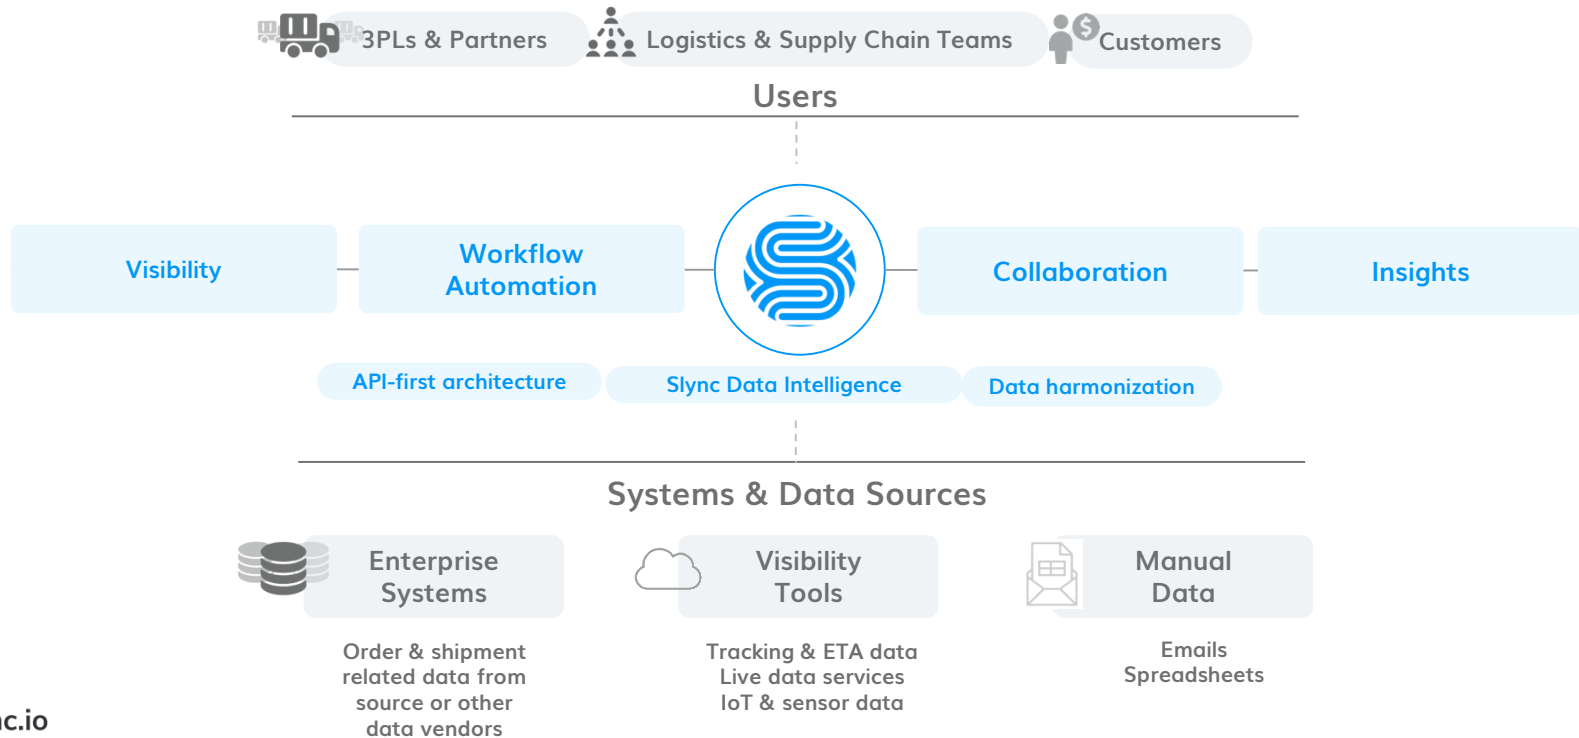 3PLs & Partners
Logistics & Supply Chain Teams
Customers
Users
Visibility
Workflow
Automation
Collaboration
Insights
API-first architecture
Slync Data Intelligence
Data harmonization
Systems & Data Sources
Enterprise
Systems
Visibility
Tools
Manual
Data
Order & shipment
related data from
source or other
data vendors
Tracking & ETA data
Live data services
IoT & sensor data
Emails
Spreadsheets
c.io